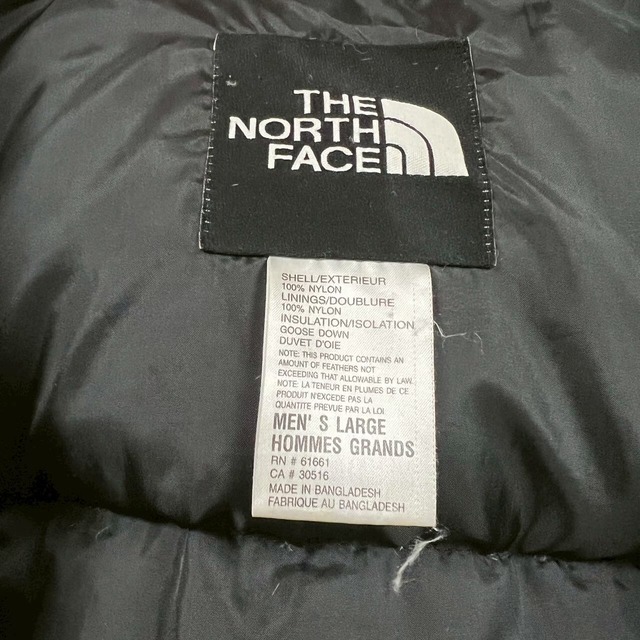 THE
NORTH
FACE
SHELL/EXTERIEUR
100% NYLON
LININGS/DOUBLURE
100% NYLON
INSULATION/ISOLATION
GOOSE DOWN
DUVET D'OIE
NOTE: THIS PRODUCT CONTAINS AN
AMOUNT OF FEATHERS NOT
EXCEEDING THAT ALLOWABLE BY LAW.
NOTE: LA TENEUR EN PLUMES DE CE
PRODUIT N'EXCEDE PAS LA
QUANTITE PREVUE PAR LA LOI
MEN' S LARGE
HOMMES GRANDS
RN # 61661
CA # 30516
MADE IN BANGLADESH
FABRIQUE AU BANGLADESH